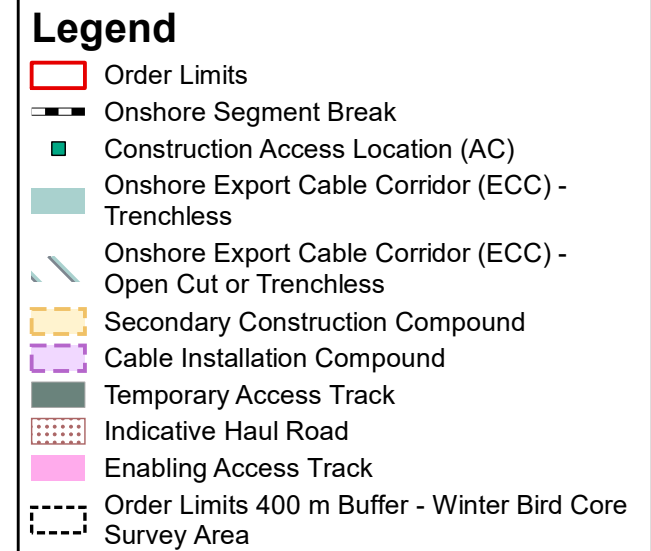 Legend
Order Limits
Onshore Segment Break
Construction Access Location (AC)
Onshore Export Cable Corridor (ECC) -
Trenchless
Onshore Export Cable Corridor (ECC) -
Open Cut or Trenchless
Secondary Construction Compound
Cable Installation Compound
Temporary Access Track
Indicative Haul Road
Enabling Access Track
Order Limits 400 m Buffer - Winter Bird Core
Survey Area